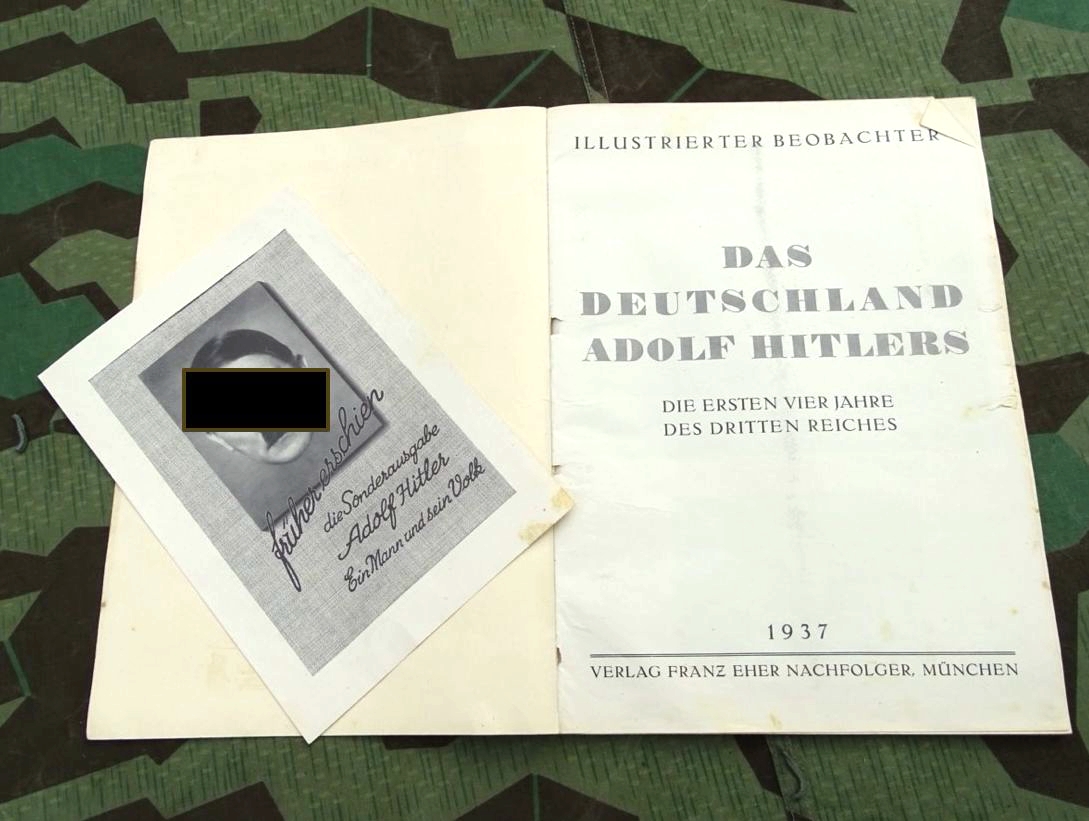 früher erschien
die Sonderausgabe
Adolf Hitler
Ein Mann und sein Volk
ILLUSTRIERTER BEOBACHTER
DAS
DEUTSCHLAND
ADOLF HITLERS
DIE ERSTEN VIER JAHRE
DES DRITTEN REICHES
1937
VERLAG FRANZ EHER NACHFOLGER, MÜNCHEN